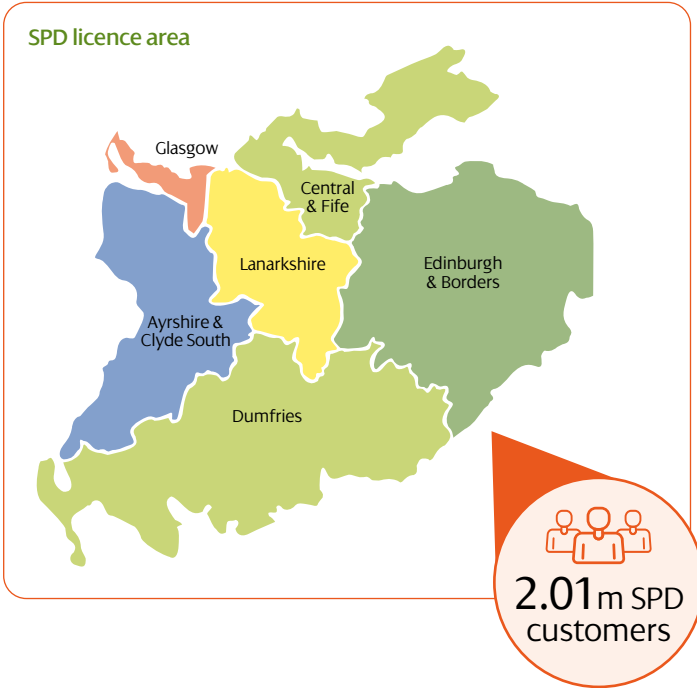 SPD licence area
Glasgow
Central
& Fife
Lanarkshire
Edinburgh
& Borders
Ayrshire &
Clyde South
Dumfries
2.01m SPD
customers